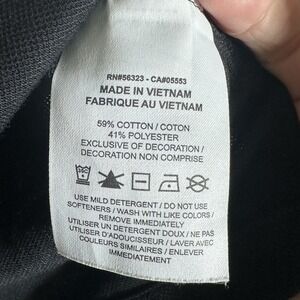 RN#56323 - CA#05553
MADE IN VIETNAM
FABRIQUE AU VIETNAM
59% COTTON / COTON
41% POLYESTER
EXCLUSIVE OF DECORATION /
DECORATION NON COMPRISE
USE MILD DETERGENT / DO NOT USE
SOFTENERS / WASH WITH LIKE COLORS /
REMOVE IMMEDIATELY
UTILISER UN DETERGENT DOUX / NE PAS
UTILISER D'ADOUCISSEUR / LAVER AVEC
COULEURS SIMILAIRES / ENLEVER
IMMEDIATEMENT